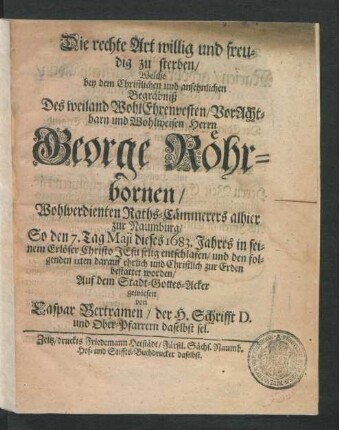 Die rechte Art willig und freu-
dig zu sterben/
Welche
bey dem Christlichen und ansehnlichen
Begräbniß
Des weiland WohlEhrenvesten/ VorAcht-
barn und Wohlweisen Herrn
George Röhr-
bornen/
Wohlverdienten Raths-Cämmerers alhier
zur Naumburg/
So den 7. Tag Maji dieses 1683. Jahres in sei-
nem Erlöser Christo JEsu selig entschlafen/ und den fol-
genden darauf ehrlich und Christlich zur Erden
bestattet worden/
Auf dem Stadt-Gottes-Acker
gewiesen
von
Caspar Bertramen/ der H. Schrifft D.
und Ober-Pfarrern daselbst sel.
Zeitz/ druckts Friedemann Hetstädt/ Fürstl. Sächs. Naumb.
Hof- und Stiffts-Buchdrucker daselbst.